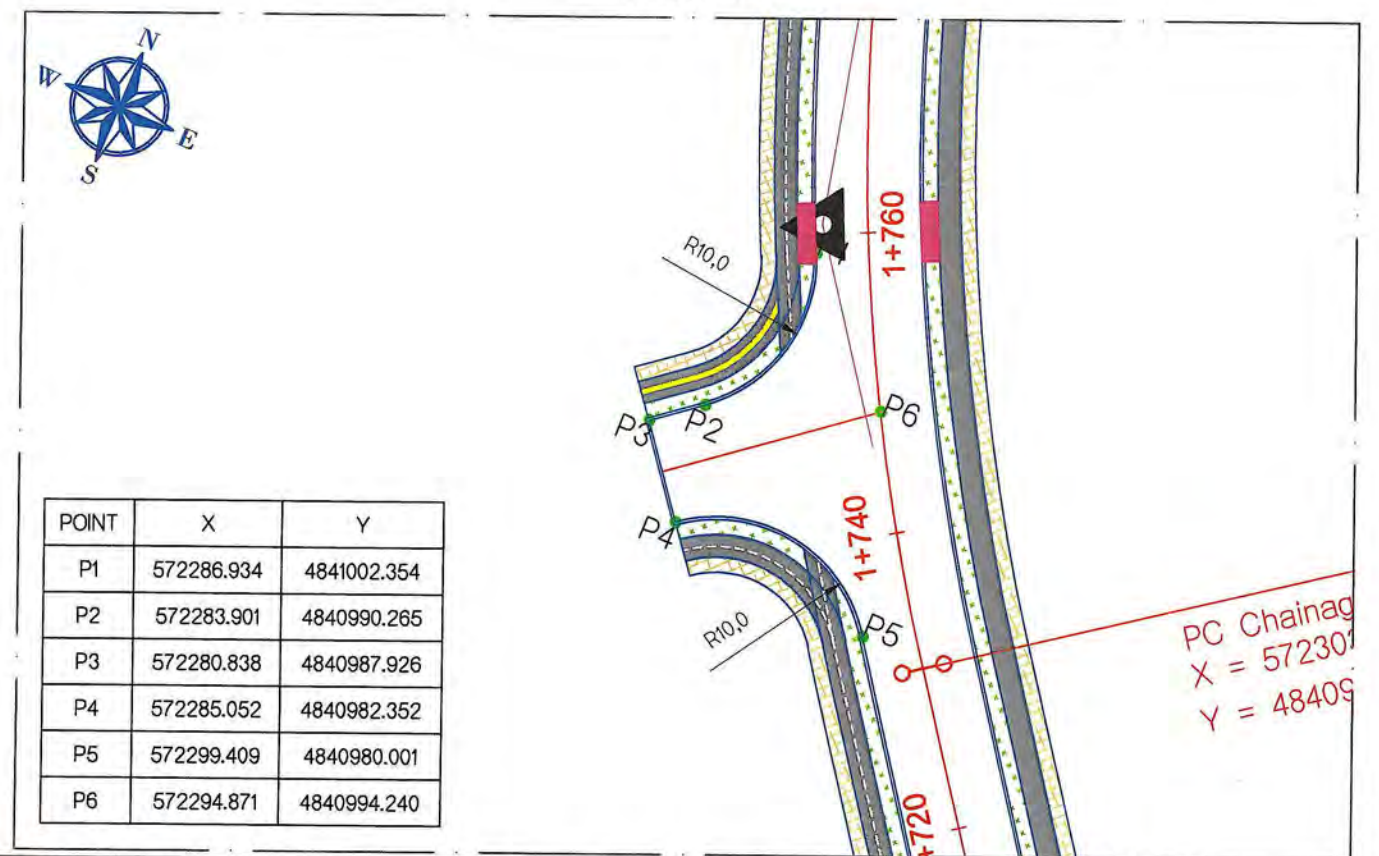 N
W
E
S
R10,0
1+760
P3
P2
P6
P4
1+740
R10,0
P5
PC Chainag
X = 57230
Y = 4840
+720
POINT X Y
P1 572286.934 4841002.354
P2 572283.901 4840990.265
P3 572280.838 4840987.926
P4 572285.052 4840982.352
P5 572299.409 4840980.001
P6 572294.871 4840994.240